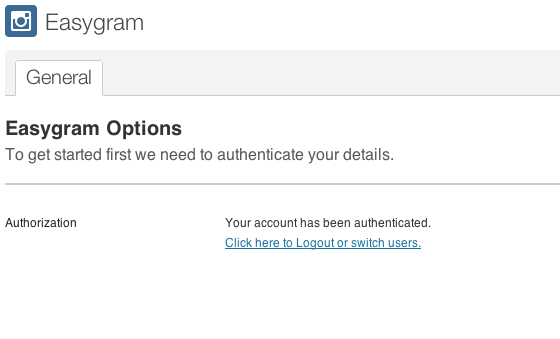 Easygram
General
Easygram Options
To get started first we need to authenticate your details.
Authorization
Your account has been authenticated.
Click here to Logout or switch users.